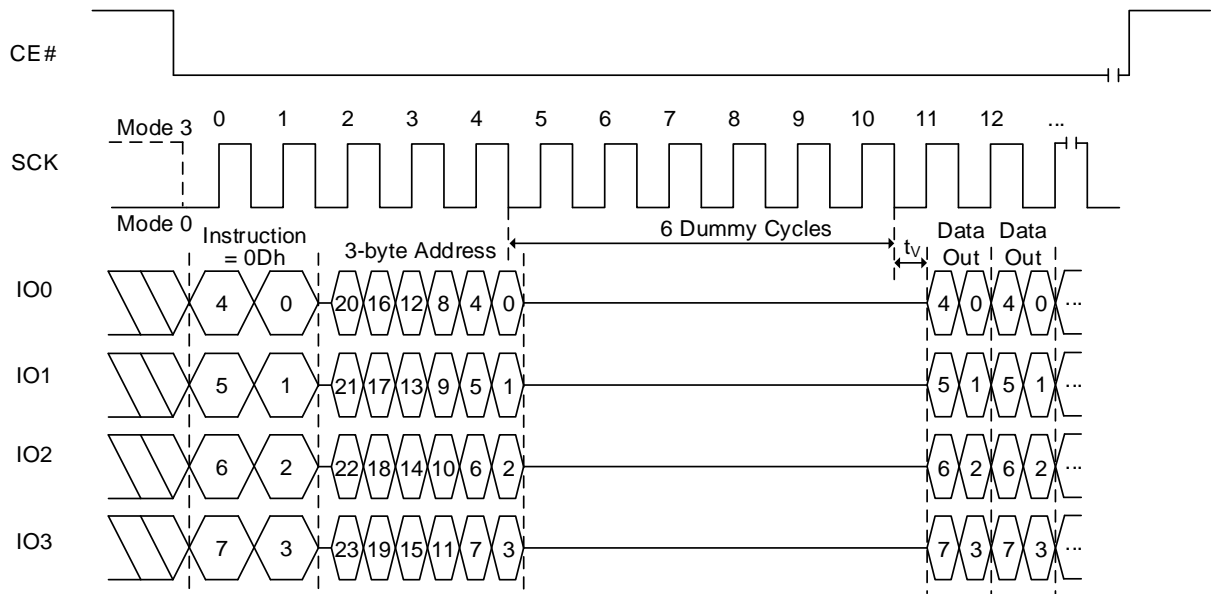 CE#
0 1 2 3 4 5 6 7 8 9 10 11 12 ...
Mode 3
SCK
Mode 0
Instruction = 0Dh
3-byte Address
6 Dummy Cycles
tV
Data Out
Data Out
IO0 4 0 20 16 12 8 4 0 4 0 4 0 ...
IO1 5 1 21 17 13 9 5 1 5 1 5 1 ...
IO2 6 2 22 18 14 10 6 2 6 2 6 2 ...
IO3 7 3 23 19 15 11 7 3 7 3 7 3 ...